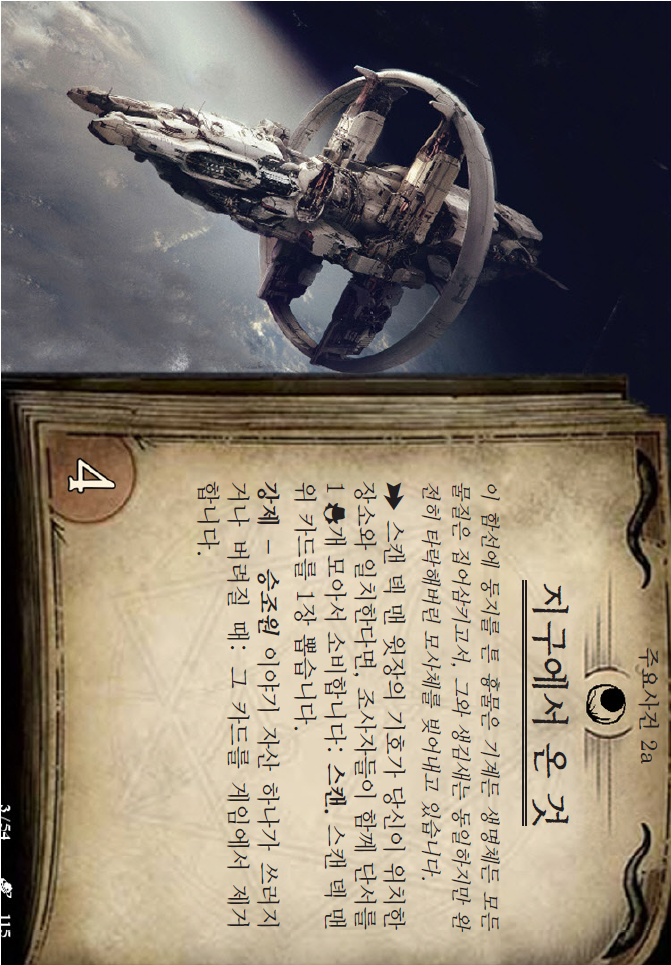 주요사건 2a
지구에서 온 것
이 함선에 둥지를 튼 흉물은 기계든 생명체든 모든
물질은 집어삼키고서, 그와 생김새는 동일하지만 완
전히 타락해버린 모사체를 빚어내고 있습니다.
스캔 덱 맨 윗장의 기호가 당신이 위치한
장소와 일치한다면, 조사자들이 함께 단서를
1 개 모아서 소비합니다: 스캔. 스캔 덱 맨
위 카드를 1장 뽑습니다.
강제 – 승조원 이야기 자산 하나가 쓰러지
거나 버려질 때: 그 카드를 게임에서 제거
합니다.
4
3/54 115